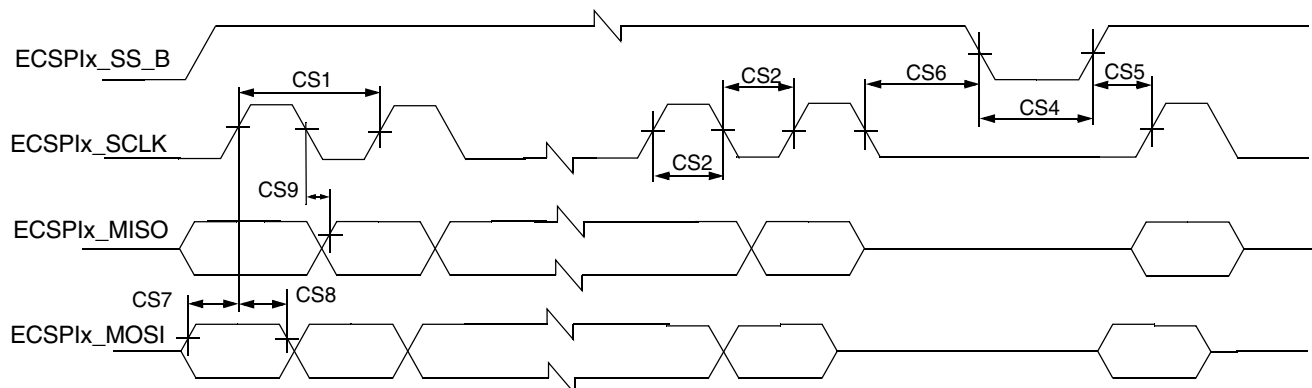 ECSPIx_SS_B
CS1
CS2
CS6
CS5
CS4
ECSPIx_SCLK
CS2
CS9
ECSPIx_MISO
CS7
CS8
ECSPIx_MOSI